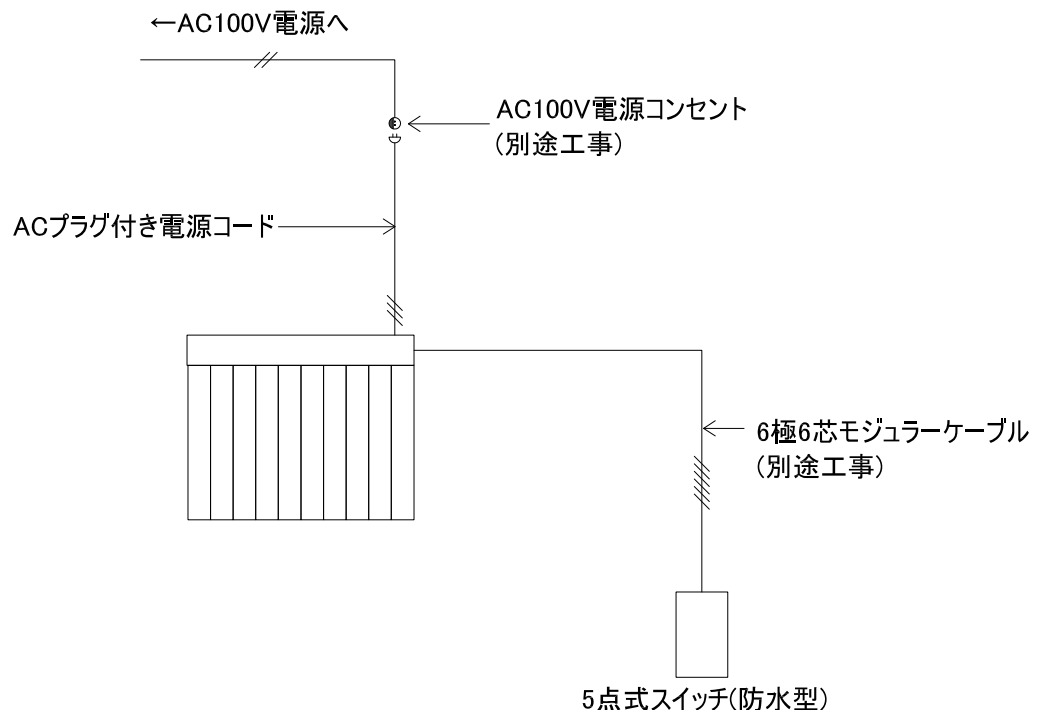 ←AC100V電源へ
AC100V電源コンセント
(別途工事)
ACプラグ付き電源コード
6極6芯モジュラーケーブル
(別途工事)
5点式スイッチ(防水型)